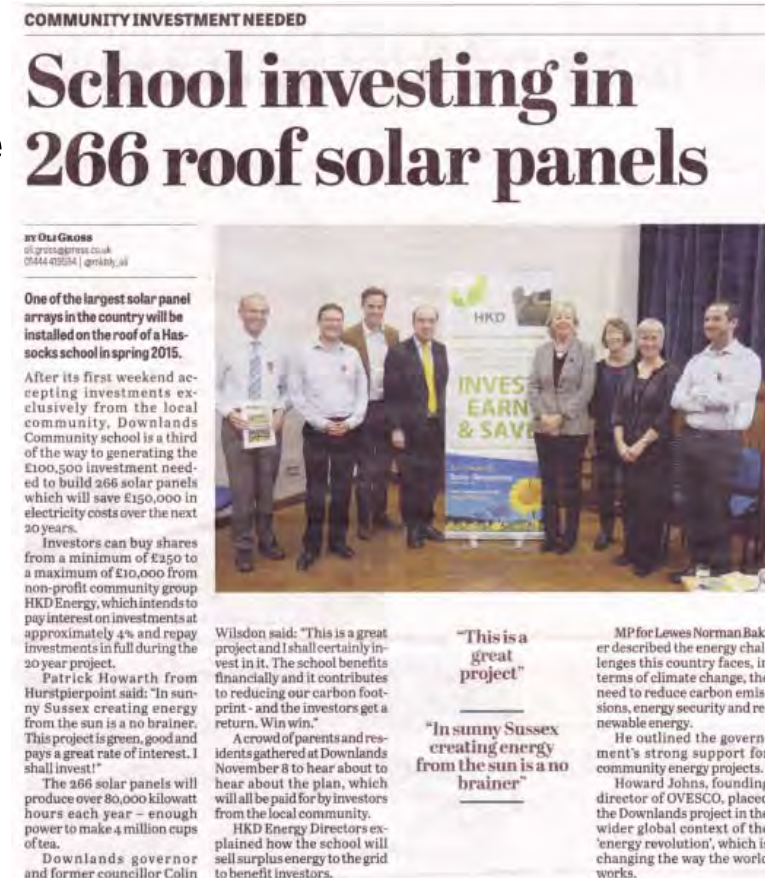 COMMUNITY INVESTMENT NEEDED
School investing in
266 roof solar panels
BY OLI GROSS
One of the largest solar panel
arrays in the country will be
installed on the roof of a Has-
socks school in spring 2015.
After its first weekend ac-
cepting investments ex-
clusively from the local
community, Downlands
Community school is a third
of the way to generating the
£100,500 investment need-
ed to build 266 solar panels
which will save £150,000 in
electricity costs over the next
20 years.
Investors can buy shares
from a minimum of £250 to
a maximum of £10,000 from
non-profit community group
HKD Energy, which intends to
pay interest on investments at
approximately 4% and repay
investments in full during the
20 year project.
Patrick Howarth from
Hurstpierpoint said: "In sun-
ny Sussex creating energy
from the sun is a no brainer.
This project is green, good and
pays a great rate of interest. I
shall invest!"
The 266 solar panels will
produce over 80,000 kilowatt
hours each year – enough
power to make 4 million cups
of tea.
Downlands governor
and former councillor Colin
HKD
INVES
EARN
& SAVE
Wilsdon said: "This is a great
project and I shall certainly in-
vest in it. The school benefits
financially and it contributes
to reducing our carbon foot-
print - and the investors get a
return. Win win."
A crowd of parents and res-
idents gathered at Downlands
November 8 to hear about to
hear about the plan, which
will all be paid for by investors
from the local community.
HKD Energy Directors ex-
plained how the school will
sell surplus energy to the grid
to benefit investors.
"This is a
great
project"
"In sunny Sussex
creating energy
from the sun is a no
brainer"
MP for Lewes Norman Bak
er described the energy chal
lenges this country faces, in
terms of climate change, the
need to reduce carbon emis
sions, energy security and re
newable energy.
He outlined the govern
ment's strong support for
community energy projects.
Howard Johns, founding
director of OVESCO, placed
the Downlands project in the
wider global context of the
'energy revolution', which is
changing the way the world
works.